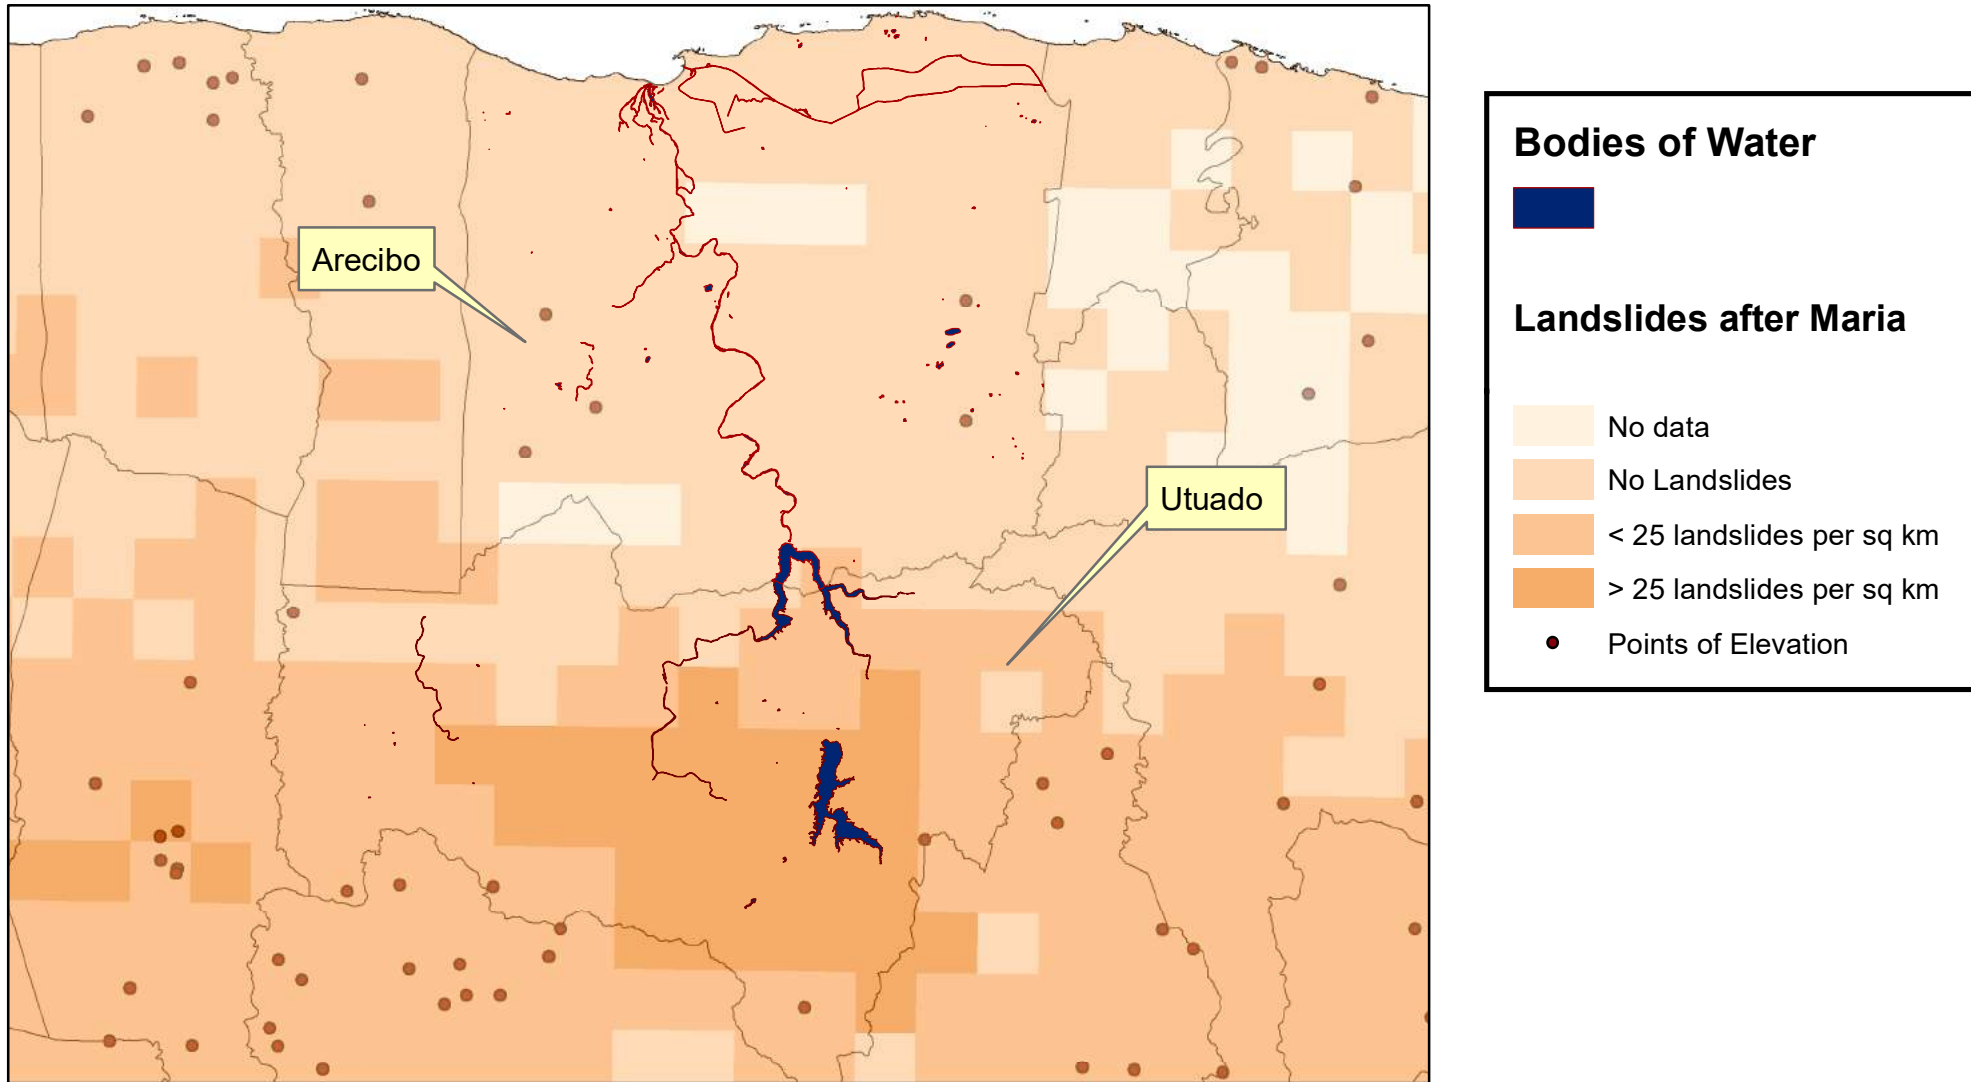 Arecibo
Utuado
Bodies of Water
Landslides after Maria
No data
No Landslides
< 25 landslides per sq km
> 25 landslides per sq km
Points of Elevation